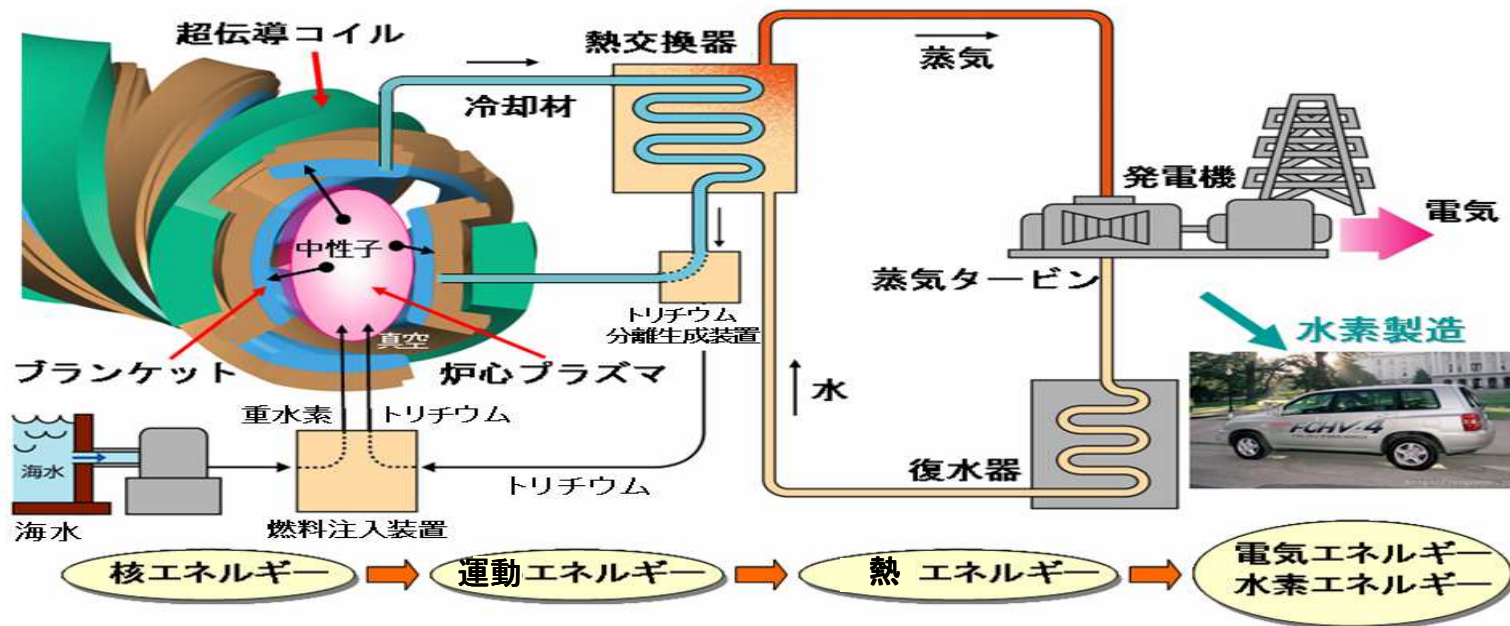 超伝導コイル
熱交換器
蒸気
冷却材
発電機
電気
中性子
蒸気タービン
トリチウム
分離生成装置
水素製造
真空
ブランケット
炉心プラズマ
水
重水素
トリチウム
FCHV-4
海水
復水器
トリチウム
海水
燃料注入装置
核エネルギー
運動エネルギー
熱 エネルギー
電気エネルギー
水素エネルギー